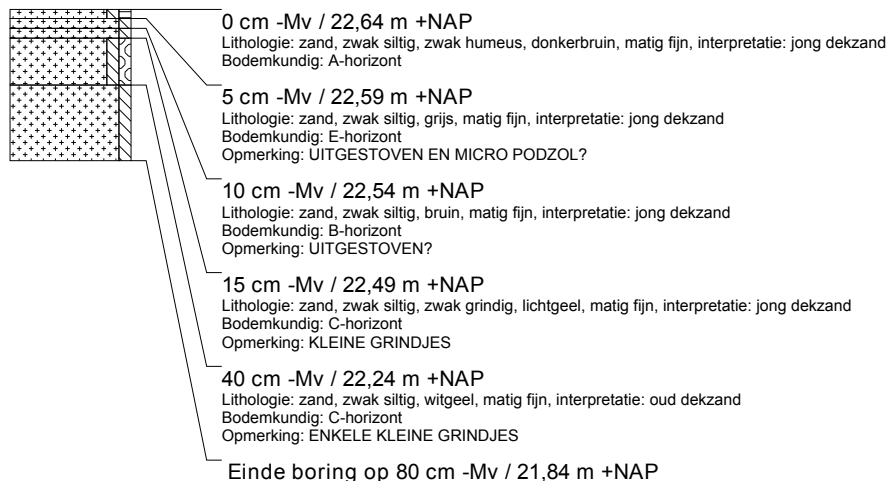 0 cm -Mv / 22,64 m +NAP
Lithologie: zand, zwak siltig, zwak humeus, donkerbruin, matig fijn, interpretatie: jong dekzand
Bodemkundig: A-horizont
5 cm -Mv / 22,59 m +NAP
Lithologie: zand, zwak siltig, grijs, matig fijn, interpretatie: jong dekzand
Bodemkundig: E-horizont
Opmerking: UITGESTOVEN EN MICRO PODZOL?
10 cm -Mv / 22,54 m +NAP
Lithologie: zand, zwak siltig, bruin, matig fijn, interpretatie: jong dekzand
Bodemkundig: B-horizont
Opmerking: UITGESTOVEN?
15 cm -Mv / 22,49 m +NAP
Lithologie: zand, zwak siltig, zwak grindig, lichtgeel, matig fijn, interpretatie: jong dekzand
Bodemkundig: C-horizont
Opmerking: KLEINE GRINDJES
40 cm -Mv / 22,24 m +NAP
Lithologie: zand, zwak siltig, witgeel, matig fijn, interpretatie: oud dekzand
Bodemkundig: C-horizont
Opmerking: ENKELE KLEINE GRINDJES
Einde boring op 80 cm -Mv / 21,84 m +NAP